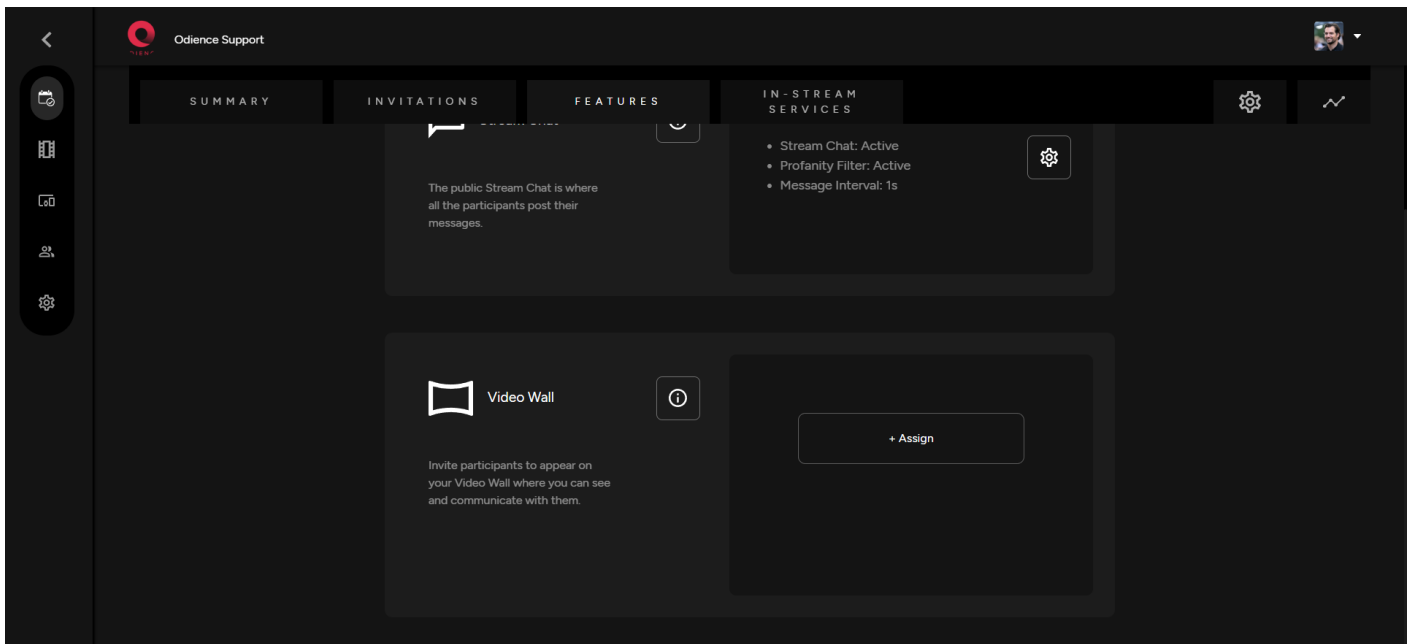 Odience Support
SUMMARY
INVITATIONS
FEATURES
IN-STREAM
SERVICES
Stream Chat
The public Stream Chat is where
all the participants post their
messages.
• Stream Chat: Active
• Profanity Filter: Active
• Message Interval: 1s
Video Wall
Invite participants to appear on
your Video Wall where you can see
and communicate with them.
+ Assign